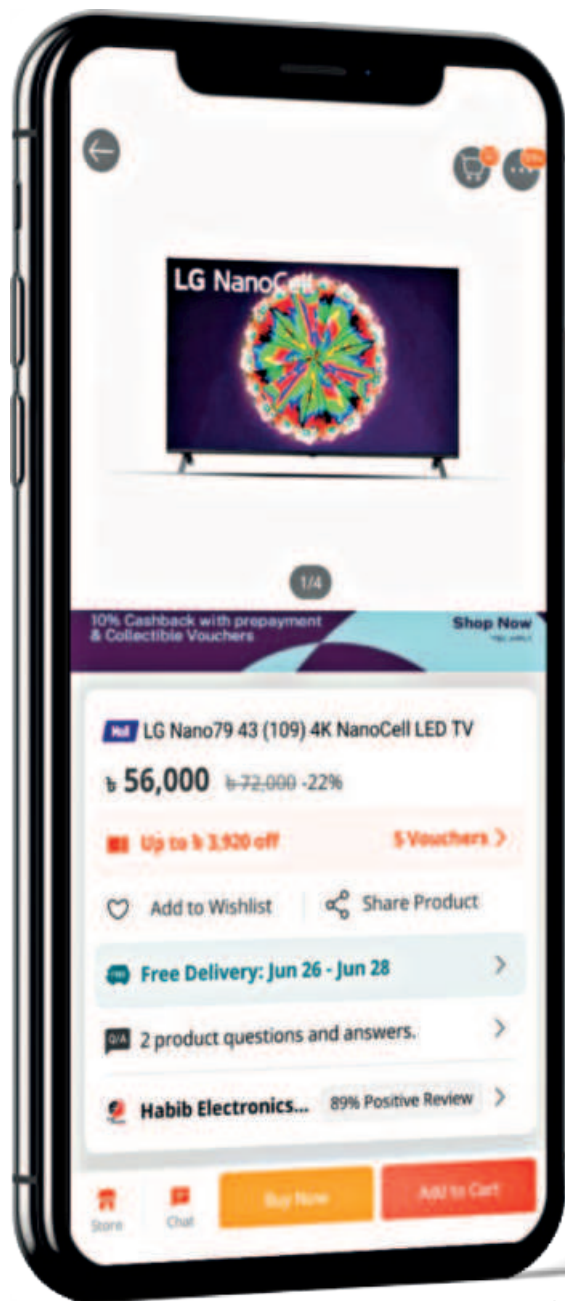 LG NanoCell
1/4
10% Cashback with prepayment
& Collectible Vouchers
Shop Now
Mall LG Nano79 43 (109) 4K NanoCell LED TV
৳ 56,000 ৳ 72,000 -22%
Up to ৳ 3,920 off 5 Vouchers
Add to Wishlist Share Product
Free Delivery: Jun 26 - Jun 28
Q/A 2 product questions and answers.
Habib Electronics... 89% Positive Review
Store Chat Buy Now Add to Cart